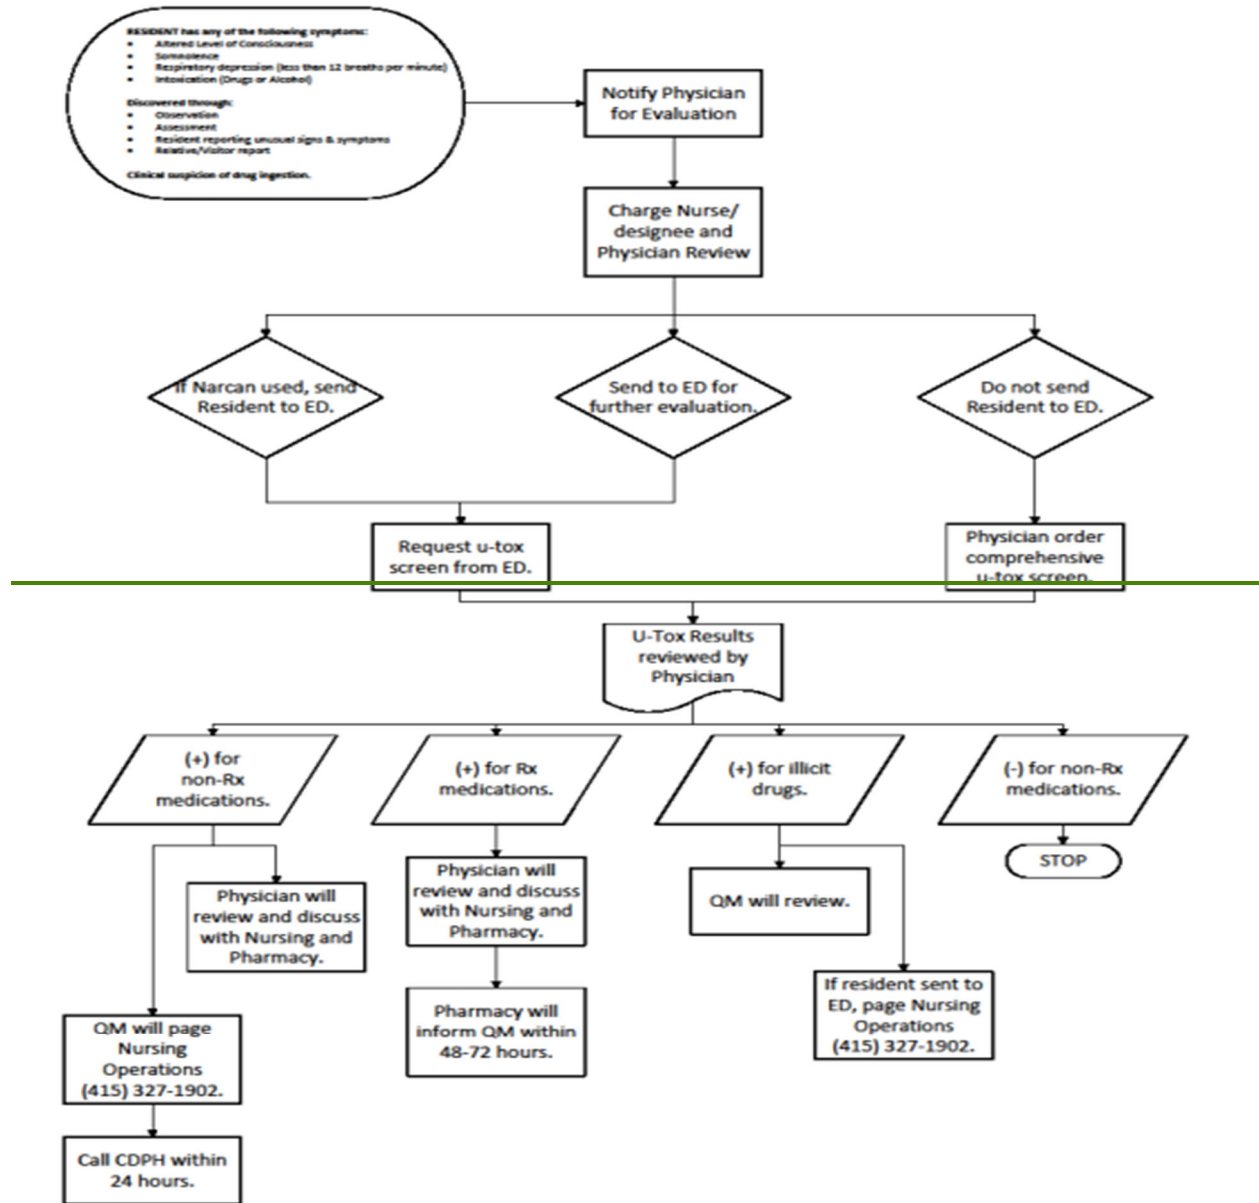 RESIDENT has any of the following symptoms:
• Altered Level of Consciousness
• Somnolence
• Respiratory depression (less than 12 breaths per minute)
• Intoxication (Drugs or Alcohol)
Discovered through:
• Observation
• Assessment
• Resident reporting unusual signs & symptoms
• Relative/Visitor report
Clinical suspicion of drug ingestion.
Notify Physician
for Evaluation
Charge Nurse/
designee and
Physician Review
If Narcan used, send
Resident to ED.
Send to ED for
further evaluation.
Do not send
Resident to ED.
Request u-tox
screen from ED.
Physician order
comprehensive
u-tox screen.
U-Tox Results
reviewed by
Physician
(+) for
non-Rx
medications.
(+) for Rx
medications.
(+) for illicit
drugs.
(-) for non-Rx
medications.
Physician will
review and discuss
with Nursing and
Pharmacy.
Physician will
review and discuss
with Nursing and
Pharmacy.
QM will review.
STOP
QM will page
Nursing
Operations
(415) 327-1902.
Pharmacy will
inform QM within
48-72 hours.
If resident sent to
ED, page Nursing
Operations
(415) 327-1902.
Call CDPH within
24 hours.